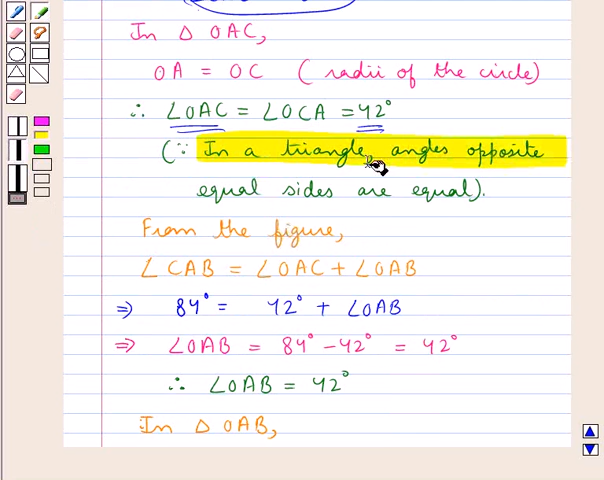 In Δ OAC,
OA = OC (radii of the circle)
∴ ∠OAC = ∠OCA = 42°
(∵ In a triangle, angles opposite
equal sides are equal).
From the figure,
∠CAB = ∠OAC + ∠OAB
⇒ 84° = 42° + ∠OAB
⇒ ∠OAB = 84° - 42° = 42°
∴ ∠OAB = 42°
In Δ OAB,